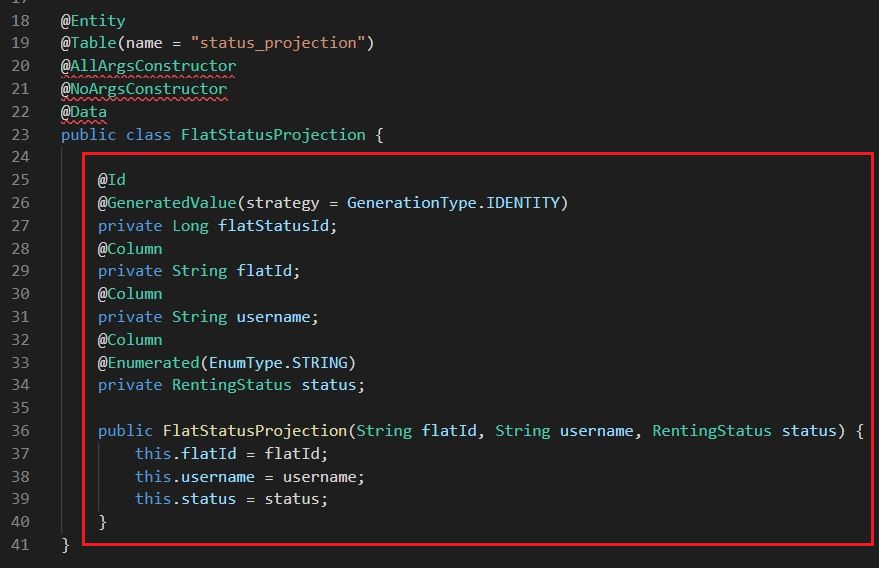 18 @Entity
19 @Table(name = "status_projection")
20 @AllArgsConstructor
21 @NoArgsConstructor
22 @Data
23 public class FlatStatusProjection {
24
25     @Id
26     @GeneratedValue(strategy = GenerationType.IDENTITY)
27     private Long flatStatusId;
28     @Column
29     private String flatId;
30     @Column
31     private String username;
32     @Column
33     @Enumerated(EnumType.STRING)
34     private RentingStatus status;
35
36     public FlatStatusProjection(String flatId, String username, RentingStatus status) {
37         this.flatId = flatId;
38         this.username = username;
39         this.status = status;
40     }
41 }